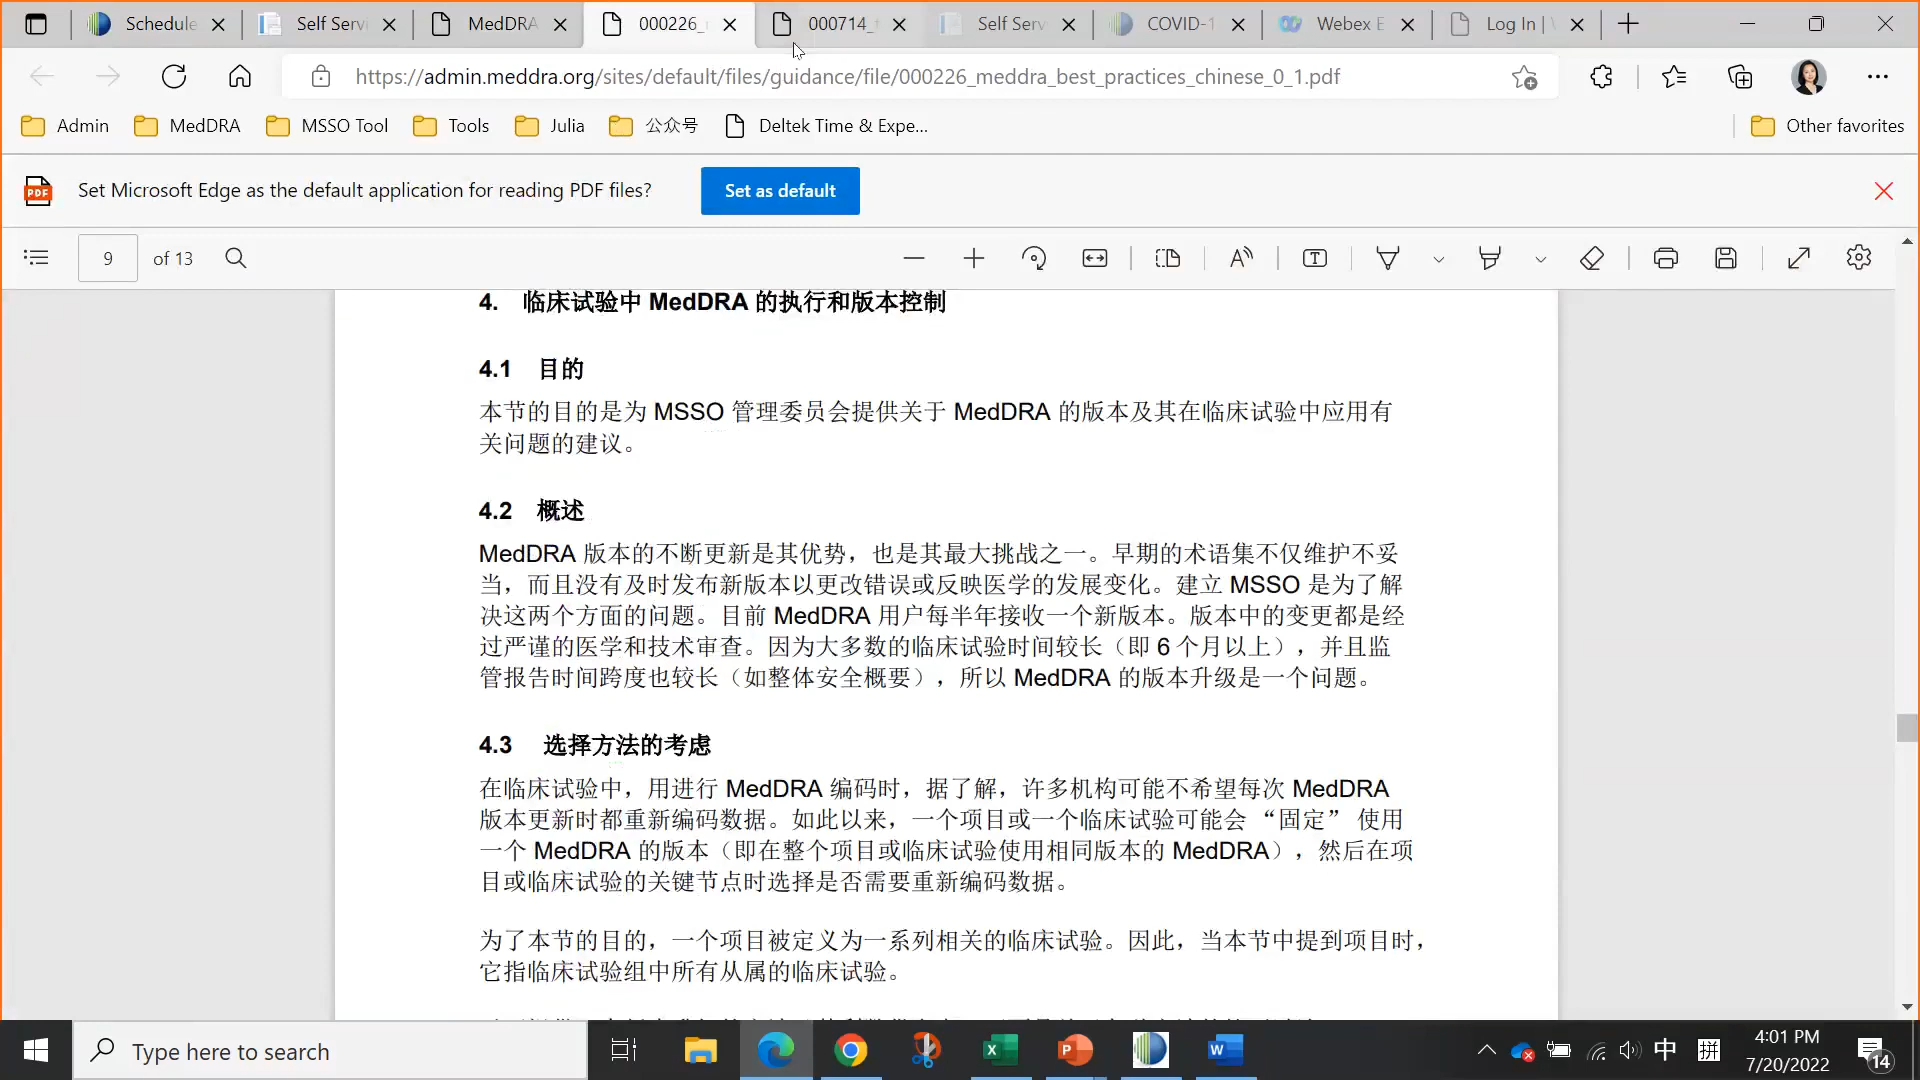 Schedule
Self Servi
MedDRA
000226_
000714_
Self Serv
COVID-1
Webex E
Log In |
https://admin.meddra.org/sites/default/files/guidance/file/000226_meddra_best_practices_chinese_0_1.pdf
Admin
MedDRA
MSSO Tool
Tools
Julia
公众号
Deltek Time & Expe...
Other favorites
PDF
Set Microsoft Edge as the default application for reading PDF files?
Set as default
9 of 13
4. 临床试验中 MedDRA 的执行和版本控制
4.1 目的
本节的目的是为 MSSO 管理委员会提供关于 MedDRA 的版本及其在临床试验中应用有
关问题的建议。
4.2 概述
MedDRA 版本的不断更新是其优势，也是其最大挑战之一。早期的术语集不仅维护不妥
当，而且没有及时发布新版本以更改错误或反映医学的发展变化。建立 MSSO 是为了解
决这两个方面的问题。目前 MedDRA 用户每半年接收一个新版本。版本中的变更都是经
过严谨的医学和技术审查。因为大多数的临床试验时间较长（即 6 个月以上），并且监
管报告时间跨度也较长（如整体安全概要），所以 MedDRA 的版本升级是一个问题。
4.3 选择方法的考虑
在临床试验中，用进行 MedDRA 编码时，据了解，许多机构可能不希望每次 MedDRA
版本更新时都重新编码数据。如此以来，一个项目或一个临床试验可能会 “固定” 使用
一个 MedDRA 的版本（即在整个项目或临床试验使用相同版本的 MedDRA），然后在项
目或临床试验的关键节点时选择是否需要重新编码数据。
为了本节的目的，一个项目被定义为一系列相关的临床试验。因此，当本节中提到项目时，
它指临床试验组中所有从属的临床试验。
Type here to search
中
拼
4:01 PM
7/20/2022
14